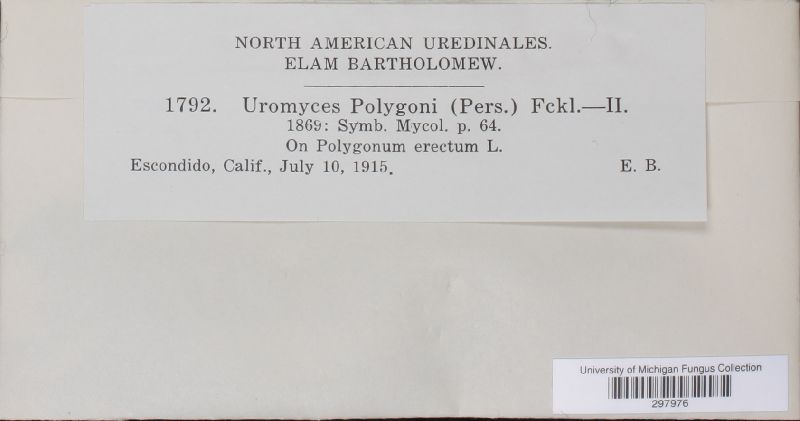 NORTH AMERICAN UREDINALES.
ELAM BARTHOLOMEW.
1792. Uromyces Polygoni (Pers.) Fckl.—II.
1869: Symb. Mycol. p. 64.
On Polygonum erectum L.
Escondido, Calif., July 10, 1915. E. B.
University of Michigan Fungus Collection
297976